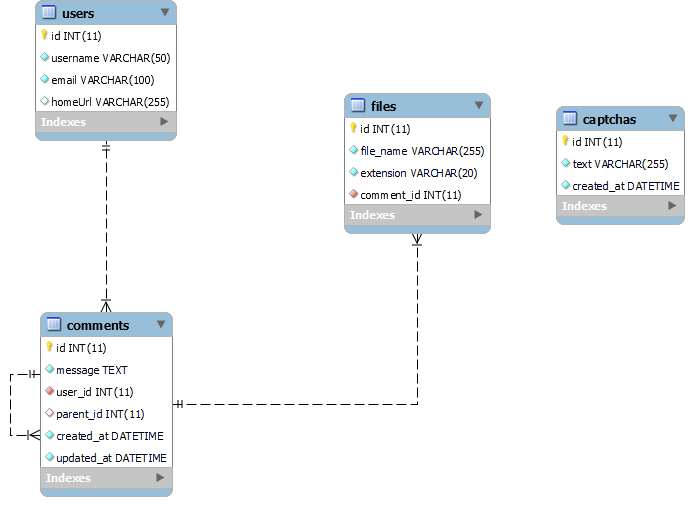 users
id INT(11)
username VARCHAR(50)
email VARCHAR(100)
homeUrl VARCHAR(255)
Indexes
files
id INT(11)
file_name VARCHAR(255)
extension VARCHAR(20)
comment_id INT(11)
Indexes
captchas
id INT(11)
text VARCHAR(255)
created_at DATETIME
Indexes
comments
id INT(11)
message TEXT
user_id INT(11)
parent_id INT(11)
created_at DATETIME
updated_at DATETIME
Indexes